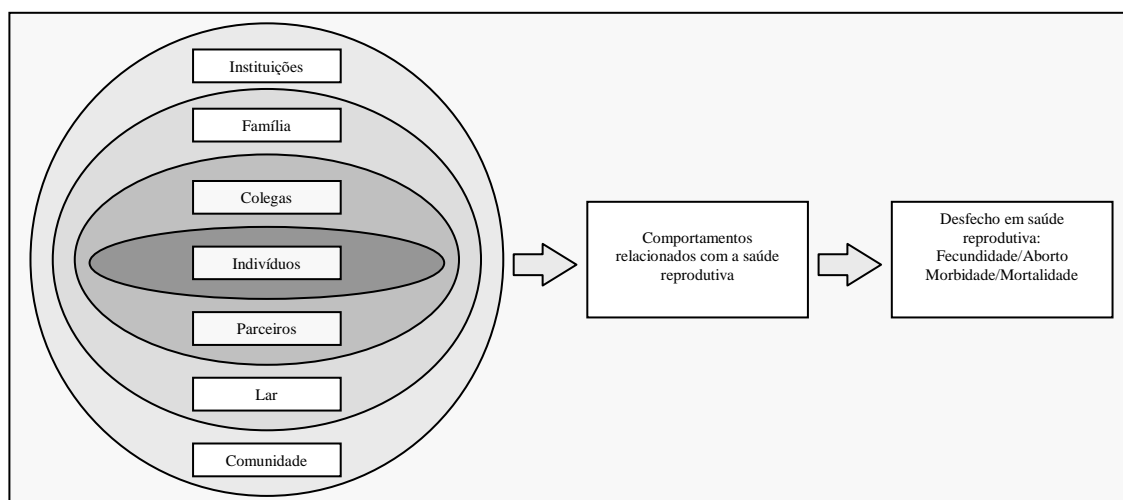 Instituições
Família
Colegas
Indivíduos
Parceiros
Lar
Comunidade
Comportamentos
relacionados com a saúde
reprodutiva
Desfecho em saúde
reprodutiva:
Fecundidade/Aborto
Morbidade/Mortalidade